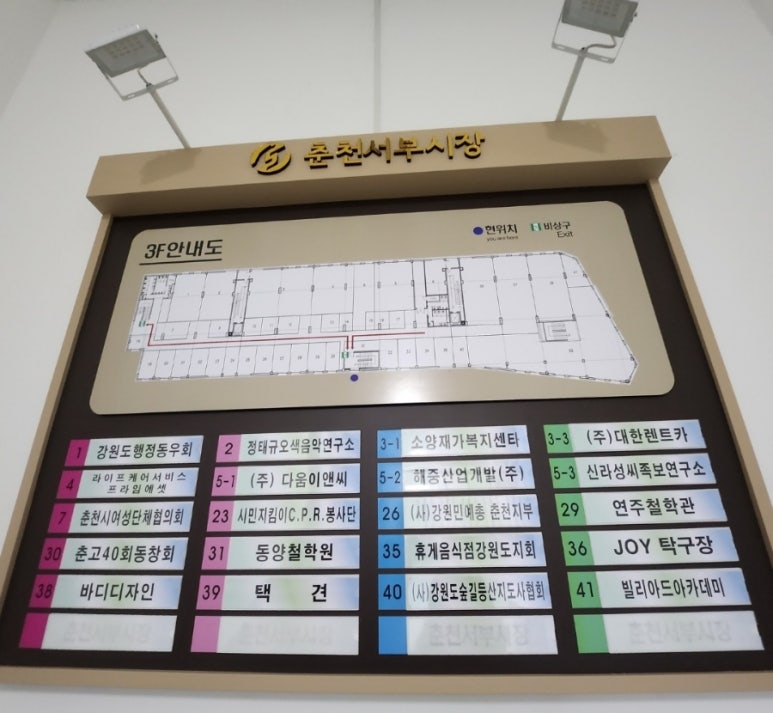 춘천서부시장
3F안내도
현위치
you are here
비상구
Exit
1 강원도행정동우회
2 정태규오색음악연구소
3-1 소양재가복지센타
3-3 (주)대한렌트카
4 라이프케어서비스
프라임에셋
5-1 (주) 다움이앤씨
5-2 해중산업개발(주)
5-3 신라성씨족보연구소
7 춘천시여성단체협의회
23 시민지킴이C.P.R.봉사단
26 (사)강원민예총 춘천지부
29 연주철학관
30 춘고40회동창회
31 동양철학원
35 휴게음식점강원도지회
36 JOY 탁구장
38 바디디자인
39 택 견
40 (사)강원도숲길등산지도사협회
41 빌리아드아카데미
춘천서부시장
춘천서부시장
춘천서부시장
춘천서부시장